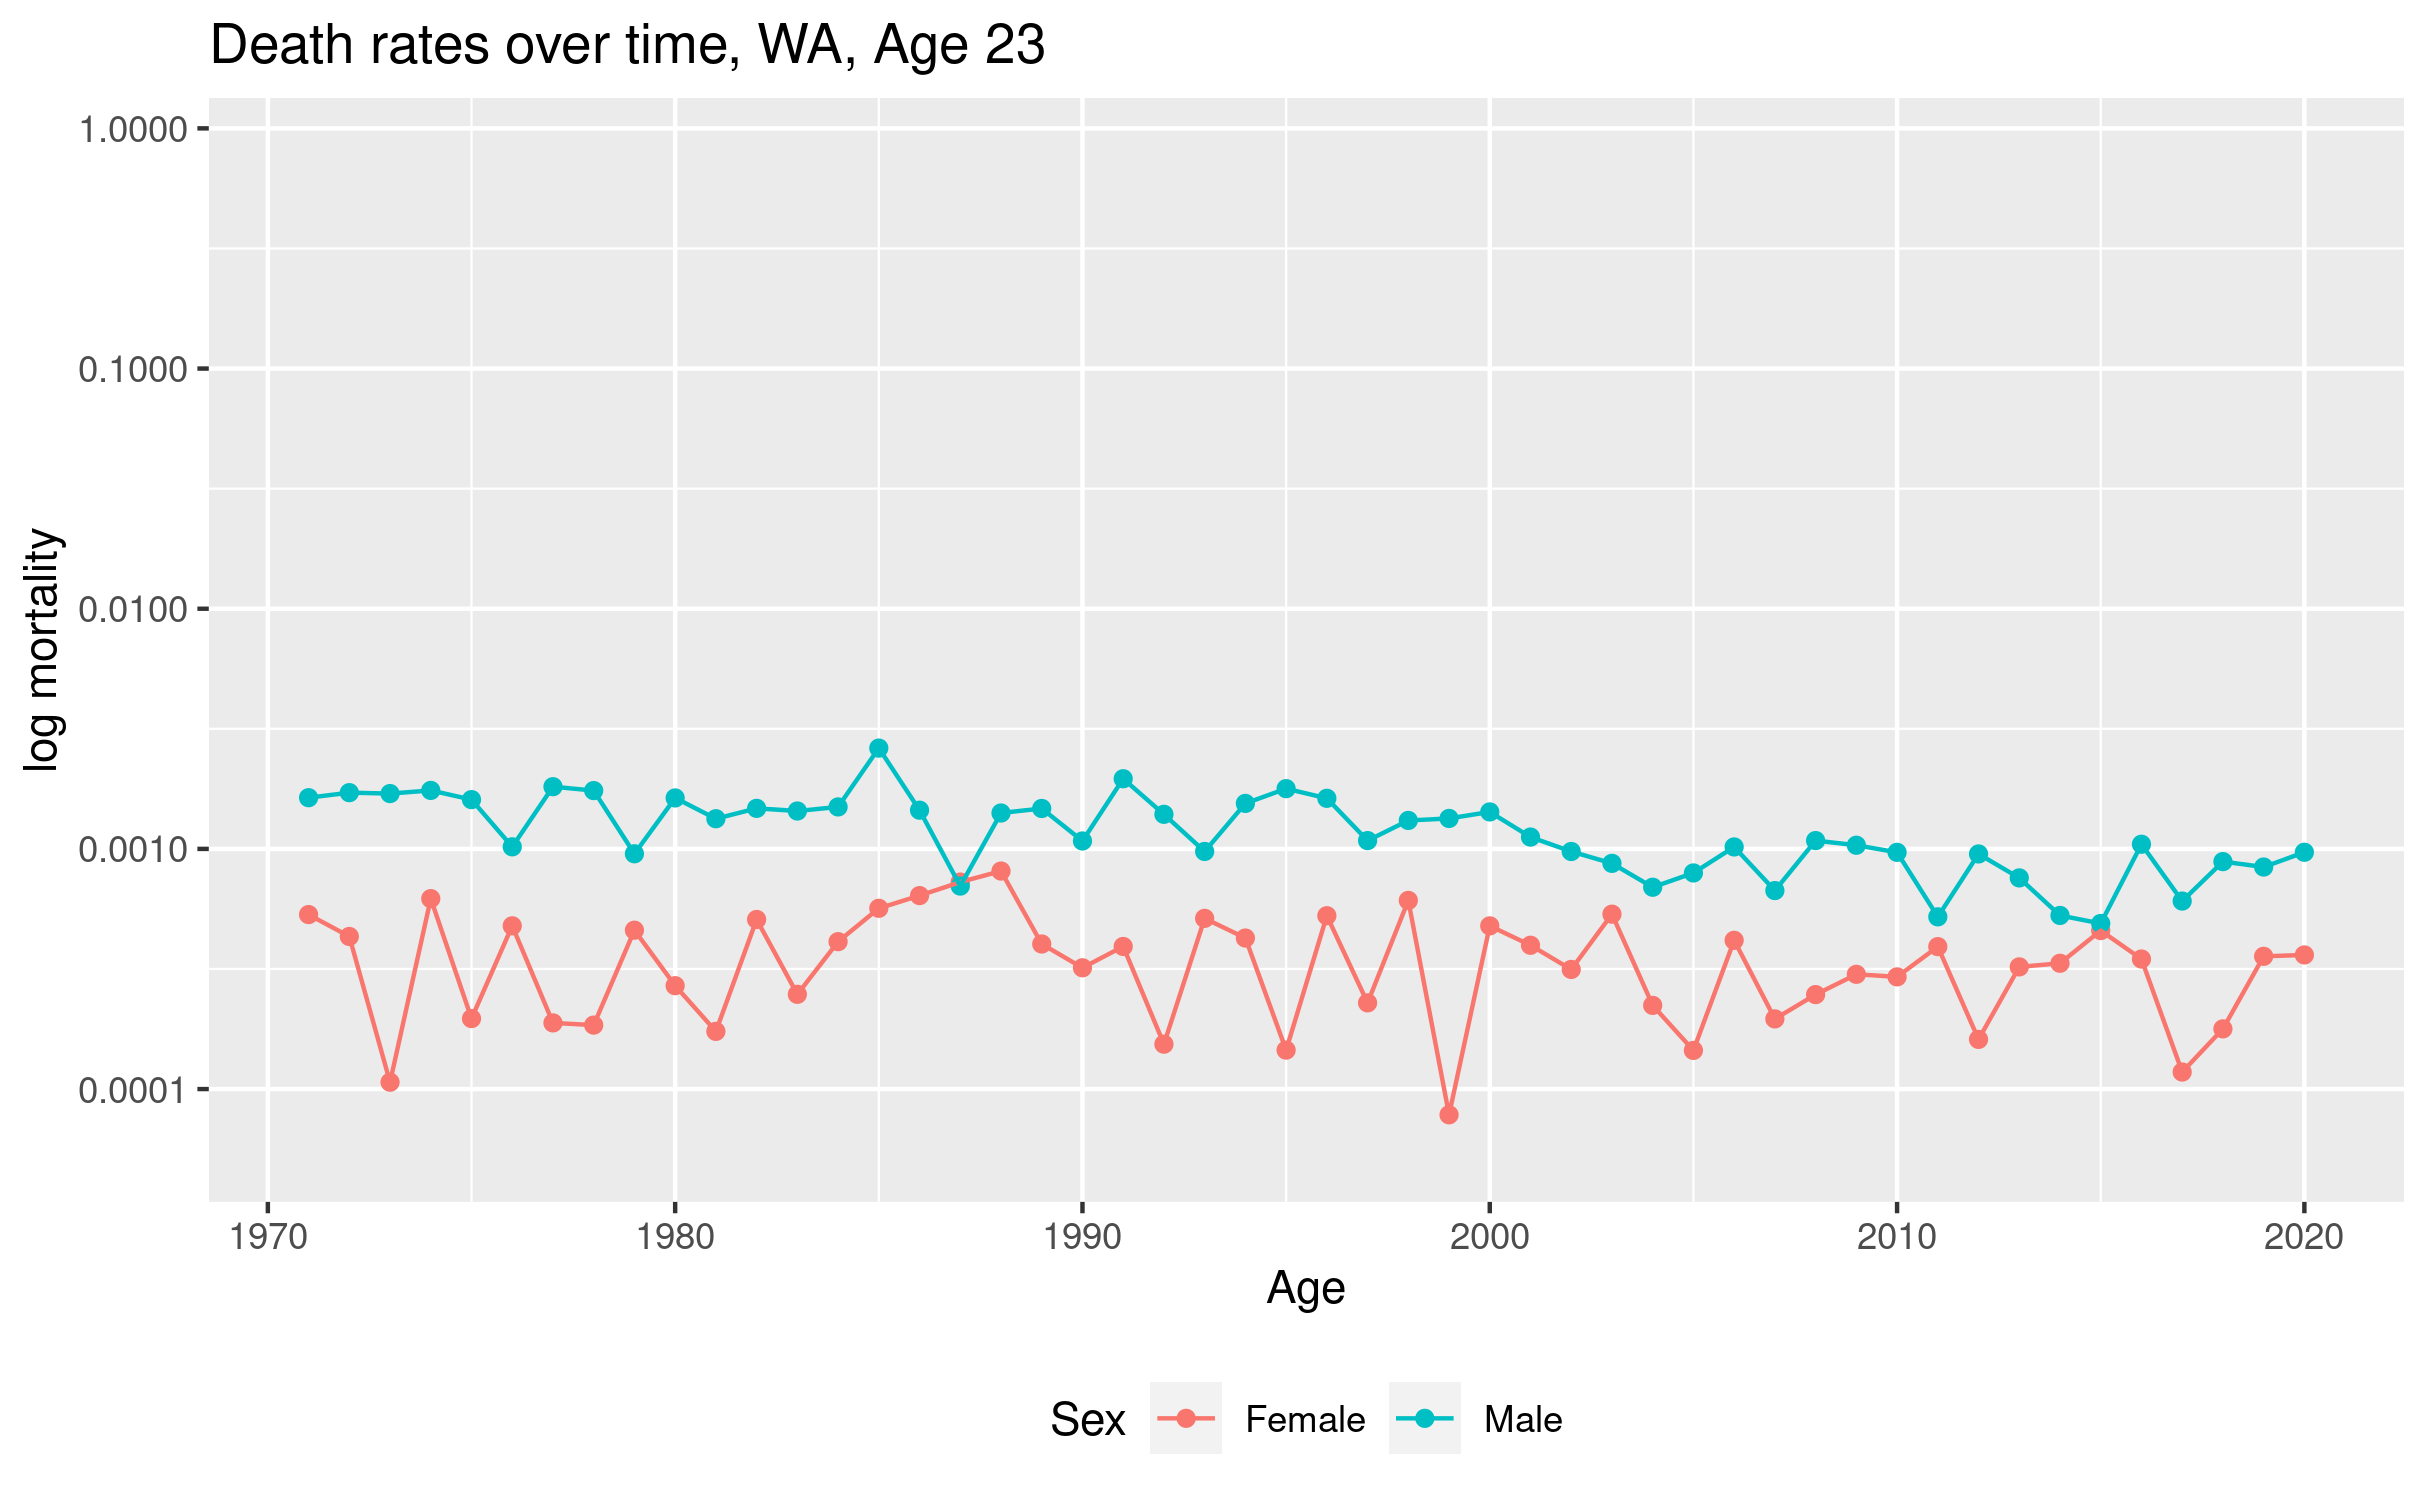 Death rates over time, WA, Age 23
log mortality
1.0000
0.1000
0.0100
0.0010
0.0001
1970 1980 1990 2000 2010 2020
Age
Sex Female Male